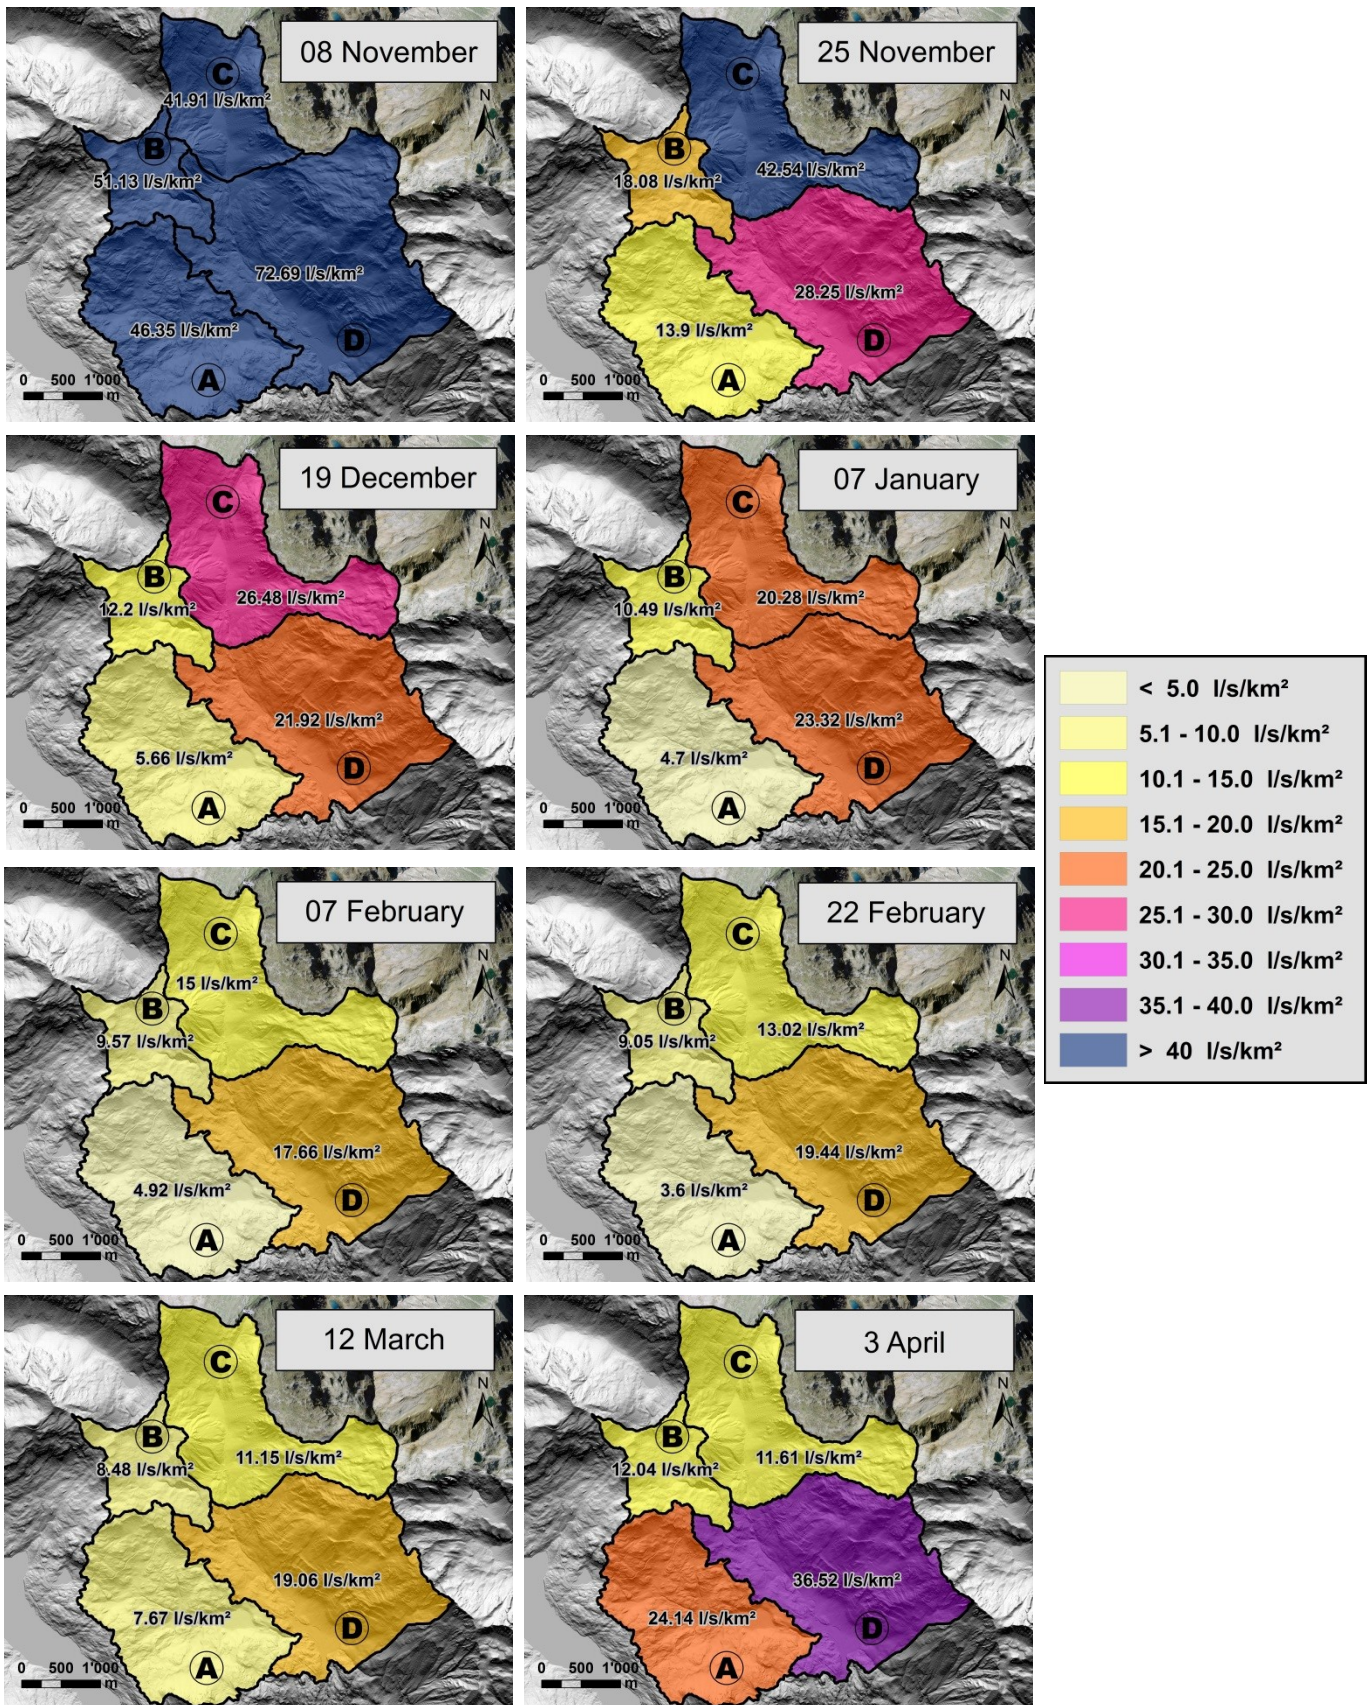 08 November
C
41.91 l/s/km²
N
B
51.13 l/s/km²
72.69 l/s/km²
46.35 l/s/km²
D
A
0 500 1'000
m
25 November
C
N
B
18.08 l/s/km²
42.54 l/s/km²
28.25 l/s/km²
13.9 l/s/km²
D
A
0 500 1'000
m
19 December
C
N
B
12.2 l/s/km²
26.48 l/s/km²
21.92 l/s/km²
5.66 l/s/km²
D
A
0 500 1'000
m
07 January
C
N
B
10.49 l/s/km²
20.28 l/s/km²
23.32 l/s/km²
4.7 l/s/km²
D
A
0 500 1'000
m
07 February
C
15 l/s/km²
N
B
9.57 l/s/km²
17.66 l/s/km²
4.92 l/s/km²
D
A
0 500 1'000
m
22 February
C
N
B
9.05 l/s/km²
13.02 l/s/km²
19.44 l/s/km²
3.6 l/s/km²
D
A
0 500 1'000
m
12 March
C
N
B
8.48 l/s/km²
11.15 l/s/km²
19.06 l/s/km²
7.67 l/s/km²
D
A
0 500 1'000
m
3 April
C
N
B
12.04 l/s/km²
11.61 l/s/km²
36.52 l/s/km²
24.14 l/s/km²
D
A
0 500 1'000
m
< 5.0 l/s/km²
5.1 - 10.0 l/s/km²
10.1 - 15.0 l/s/km²
15.1 - 20.0 l/s/km²
20.1 - 25.0 l/s/km²
25.1 - 30.0 l/s/km²
30.1 - 35.0 l/s/km²
35.1 - 40.0 l/s/km²
> 40 l/s/km²